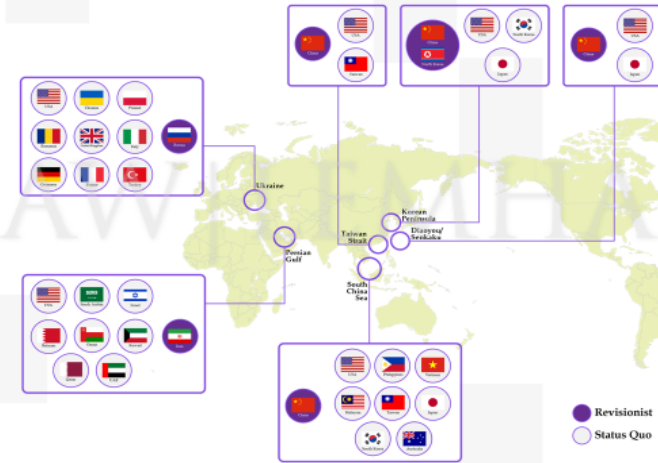 USA
China
Taiwan
China
North Korea
USA
South Korea
Japan
China
USA
Japan
USA
Ukraine
Poland
Romania
United Kingdom
Italy
Russia
Germany
France
Turkey
Ukraine
Korean
Peninsula
Taiwan
Strait
Diaoyou/
Senkaku
Persian
Gulf
South
China
Sea
USA
Saudi Arabia
Israel
Bahrain
Oman
Kuwait
Iran
Qatar
UAE
USA
Philippines
Vietnam
China
Malaysia
Taiwan
Japan
South Korea
Australia
Revisionist
Status Quo